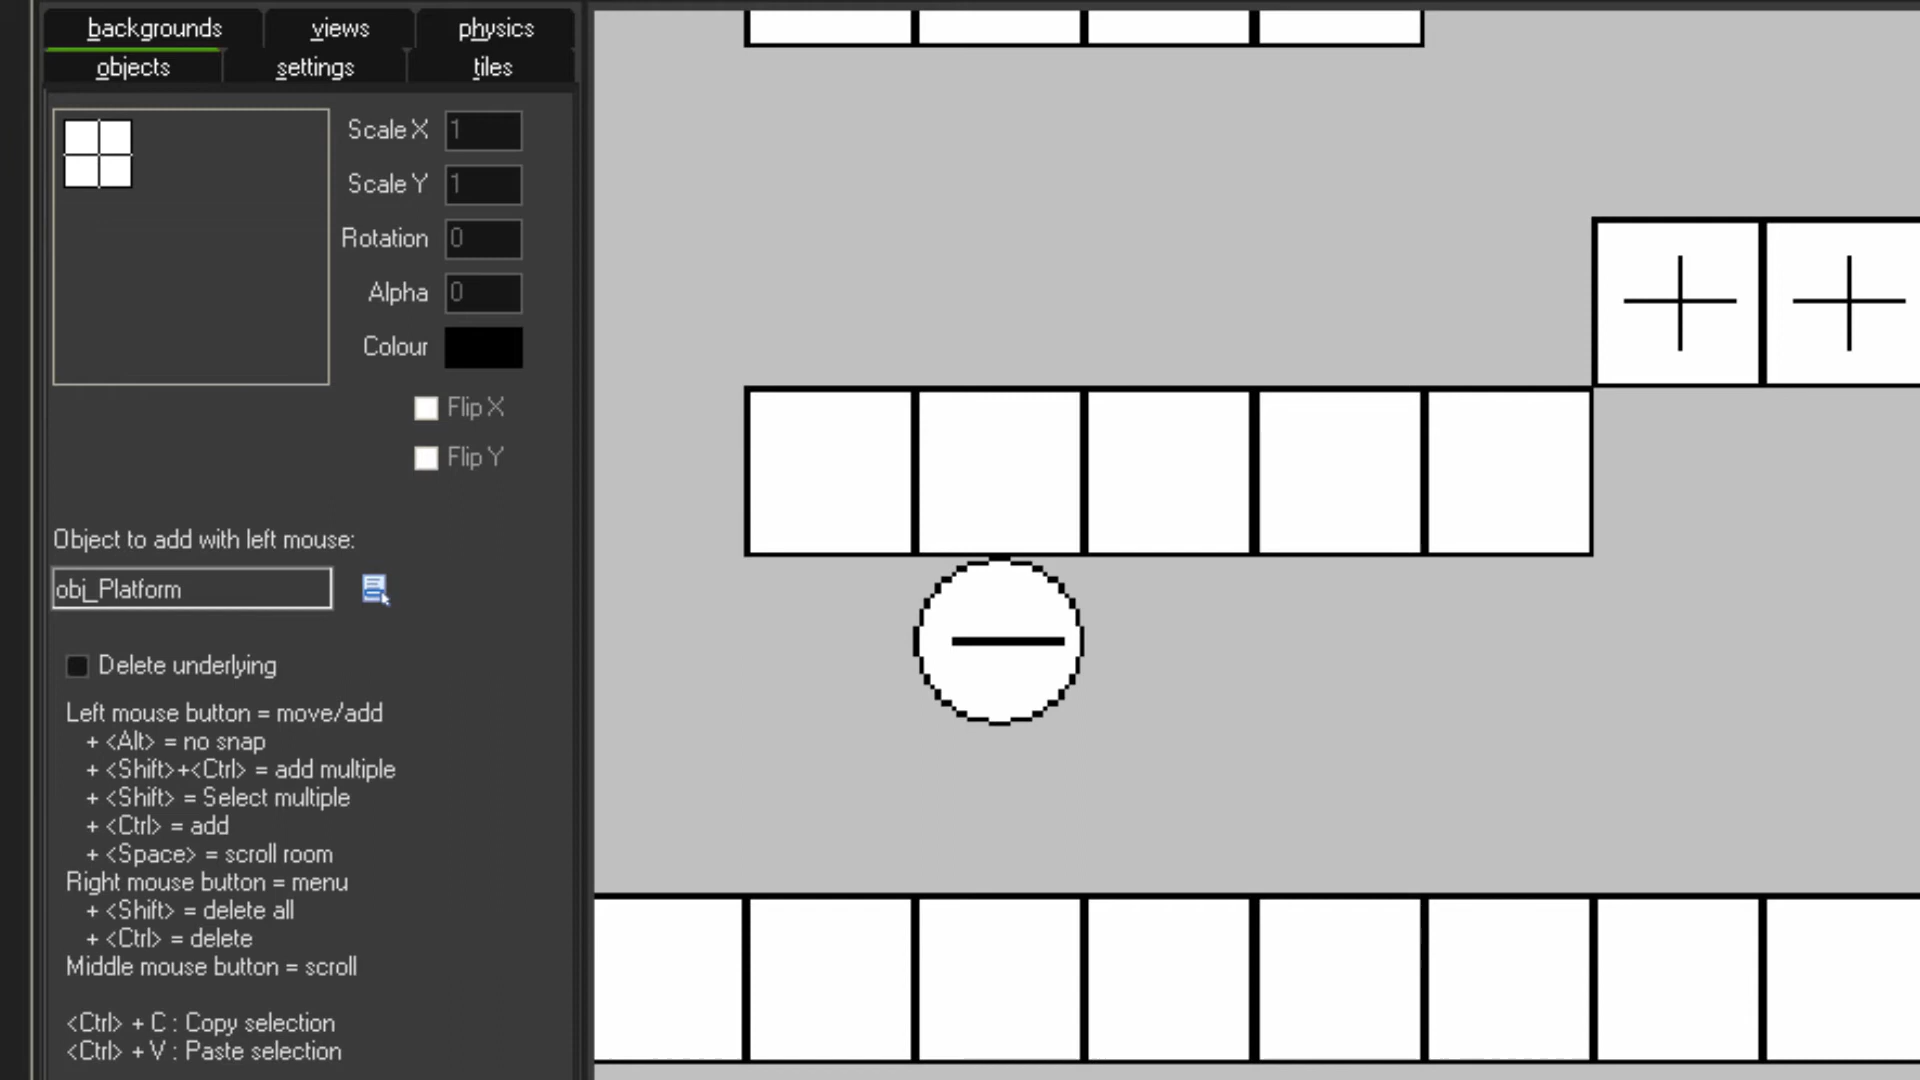 backgrounds views physics
objects settings tiles
Scale X 1
Scale Y 1
Rotation 0
Alpha 0
Colour
Flip X
Flip Y
Object to add with left mouse:
obj_Platform
Delete underlying
Left mouse button = move/add
+ <Alt> = no snap
+ <Shift>+<Ctrl> = add multiple
+ <Shift> = Select multiple
+ <Ctrl> = add
+ <Space> = scroll room
Right mouse button = menu
+ <Shift> = delete all
+ <Ctrl> = delete
Middle mouse button = scroll
<Ctrl> + C : Copy selection
<Ctrl> + V : Paste selection